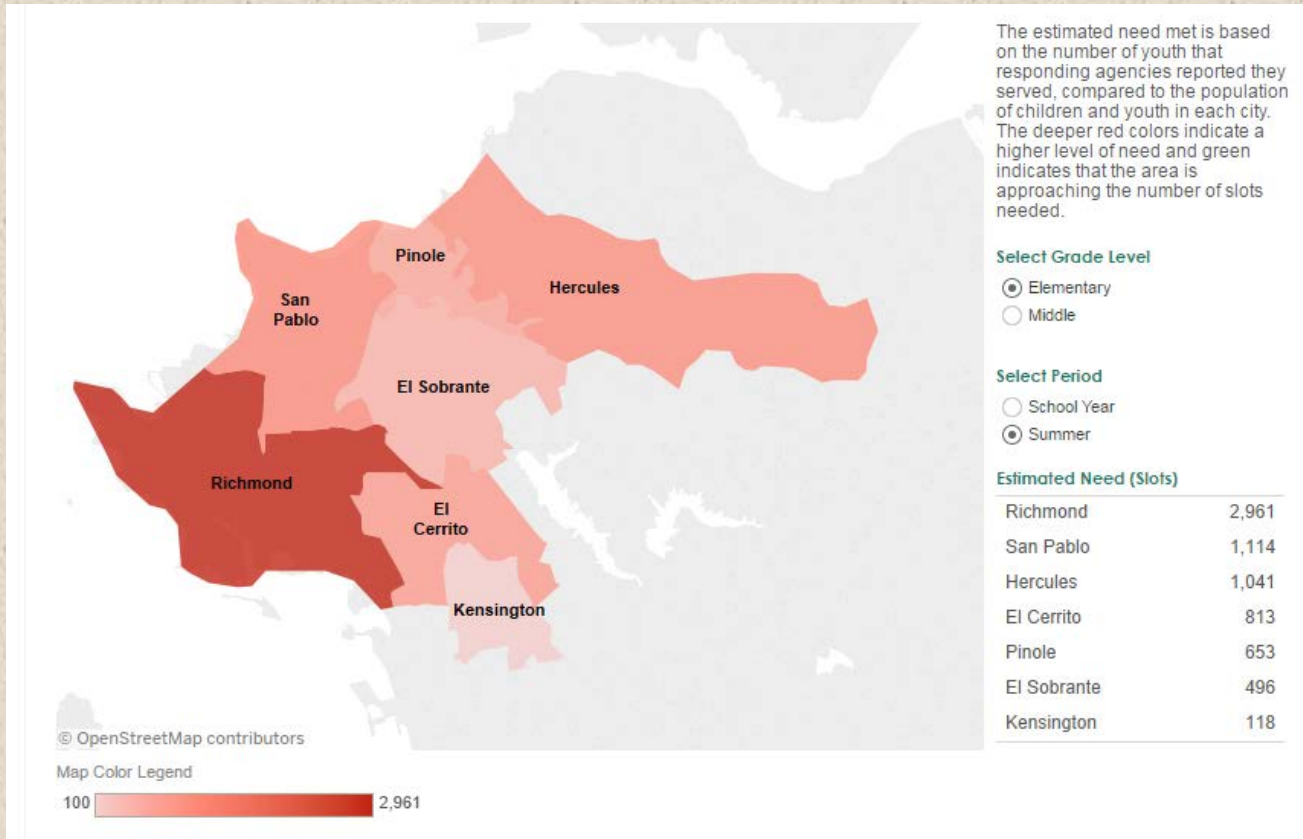 The estimated need met is based
on the number of youth that
responding agencies reported they
served, compared to the population
of children and youth in each city.
The deeper red colors indicate a
higher level of need and green
indicates that the area is
approaching the number of slots
needed.
Select Grade Level
Elementary
Middle
Select Period
School Year
Summer
Estimated Need (Slots)
Richmond 2,961
San Pablo 1,114
Hercules 1,041
El Cerrito 813
Pinole 653
El Sobrante 496
Kensington 118
Pinole
Hercules
San
Pablo
El Sobrante
Richmond
El
Cerrito
Kensington
© OpenStreetMap contributors
Map Color Legend
100 2,961